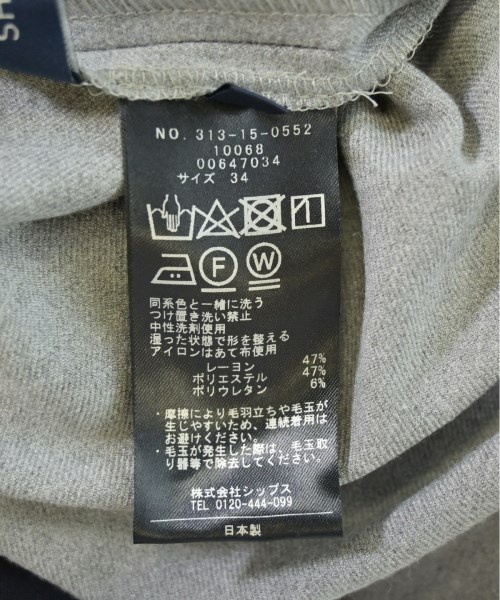 SH
NO. 313-15-0552
10068
00647034
サイズ 34
F W
同系色と一緒に洗う
つけ置き洗い禁止
中性洗剤使用
湿った状態で形を整える
アイロンはあて布使用
レーヨン 47%
ポリエステル 47%
ポリウレタン 6%
・摩擦により毛羽立ちや毛玉が
生じやすいため、連続着用は
お避けください。
・毛玉が発生した際は、毛玉取
り器等で除去してください。
株式会社シップス
TEL 0120-444-099
日本製